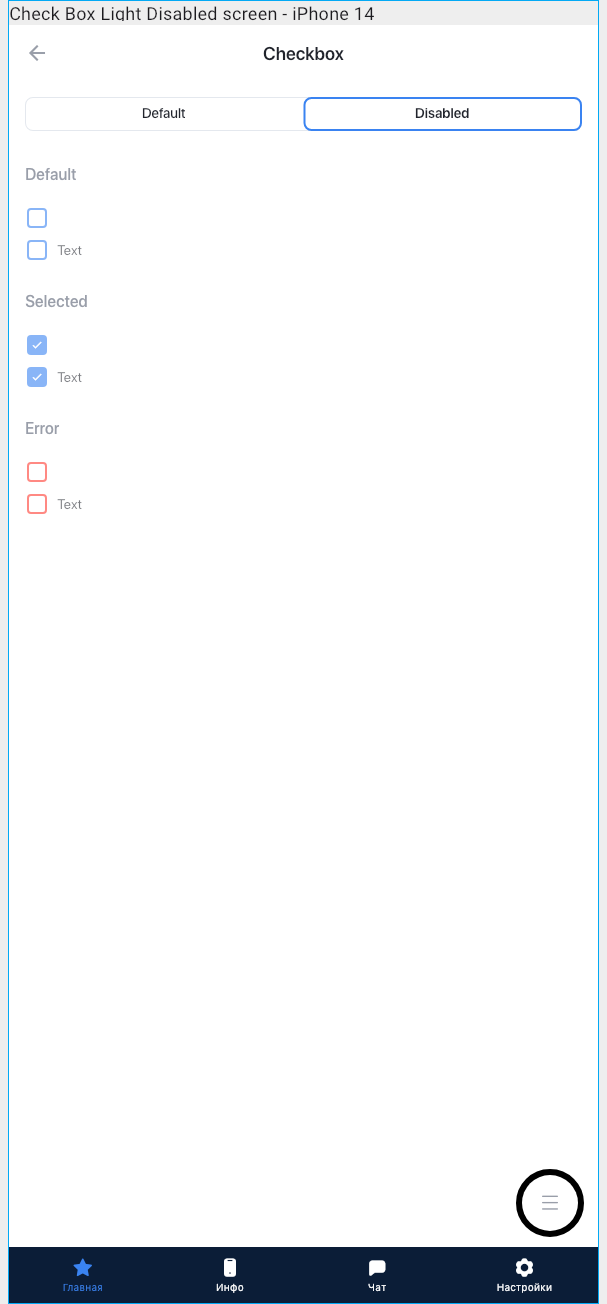 Check Box Light Disabled screen - iPhone 14
Checkbox
Default Disabled
Default
Text
Selected
Text
Error
Text
Главная Инфо Чат Настройки